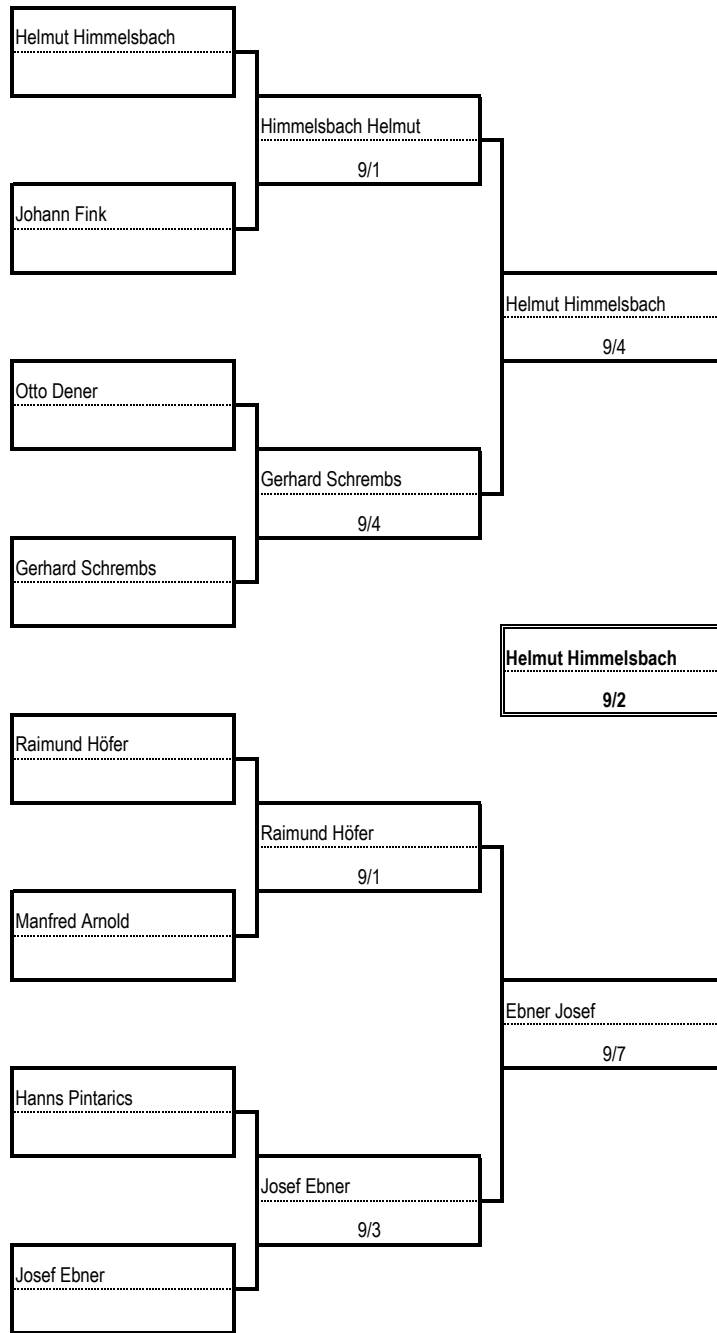 Helmut Himmelsbach
Himmelsbach Helmut
9/1
Johann Fink
Helmut Himmelsbach
9/4
Otto Dener
Gerhard Schrembs
9/4
Gerhard Schrembs
Helmut Himmelsbach
9/2
Raimund Höfer
Raimund Höfer
9/1
Manfred Arnold
Ebner Josef
9/7
Hanns Pintarics
Josef Ebner
9/3
Josef Ebner